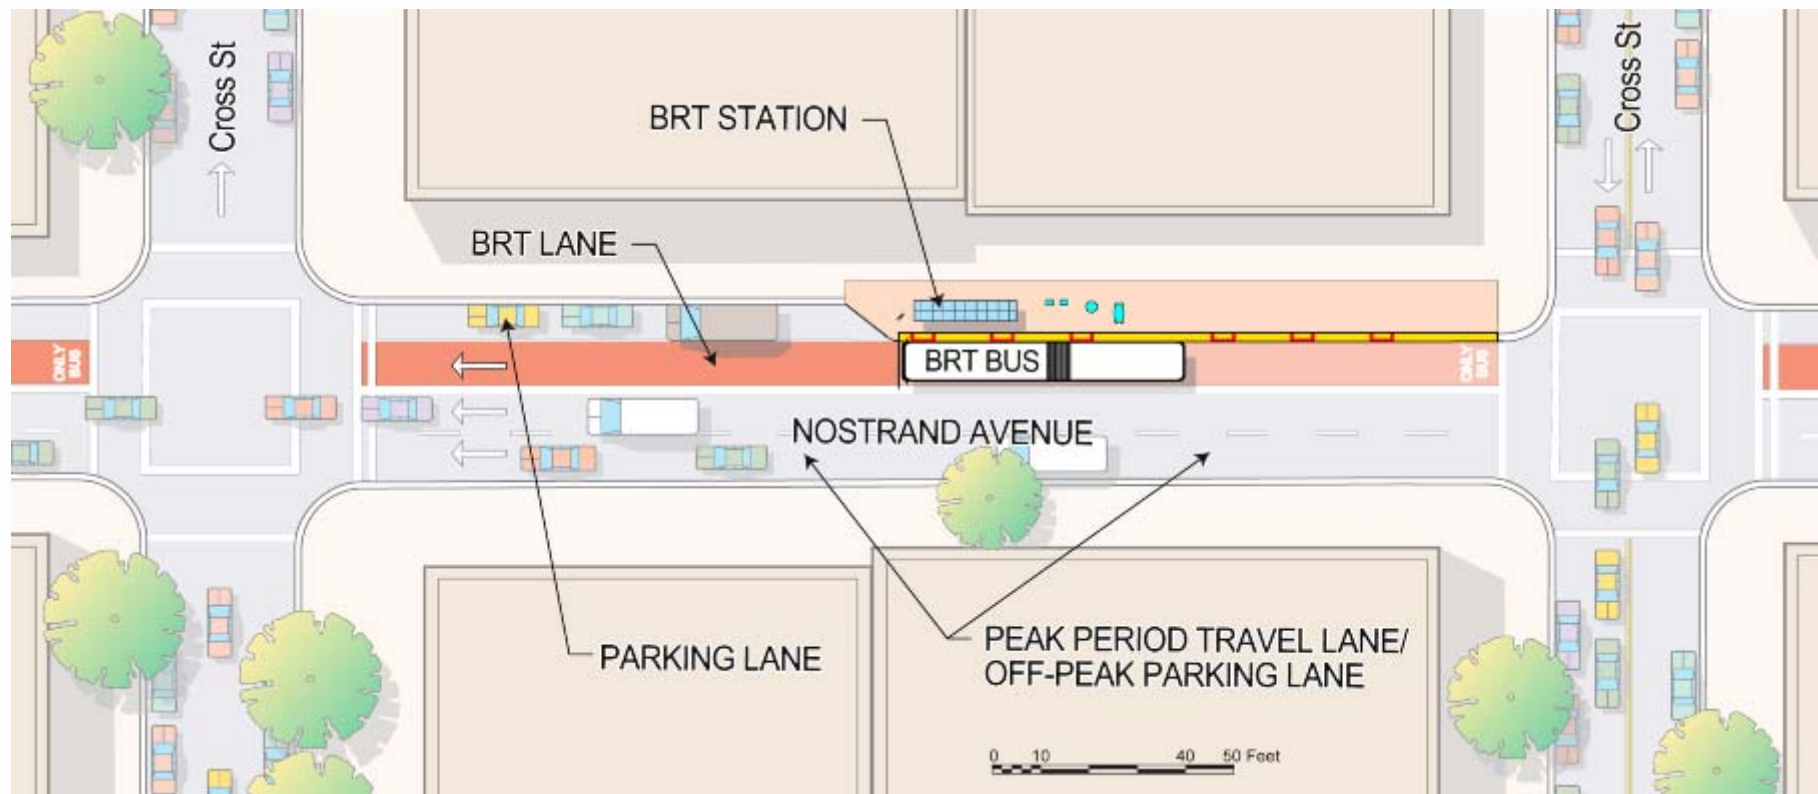 Cross St
Cross St
BRT STATION
BRT LANE
ONLY
BUS
BRT BUS
ONLY
BUS
NOSTRAND AVENUE
PARKING LANE
PEAK PERIOD TRAVEL LANE/
OFF-PEAK PARKING LANE
0 10 40 50 Feet